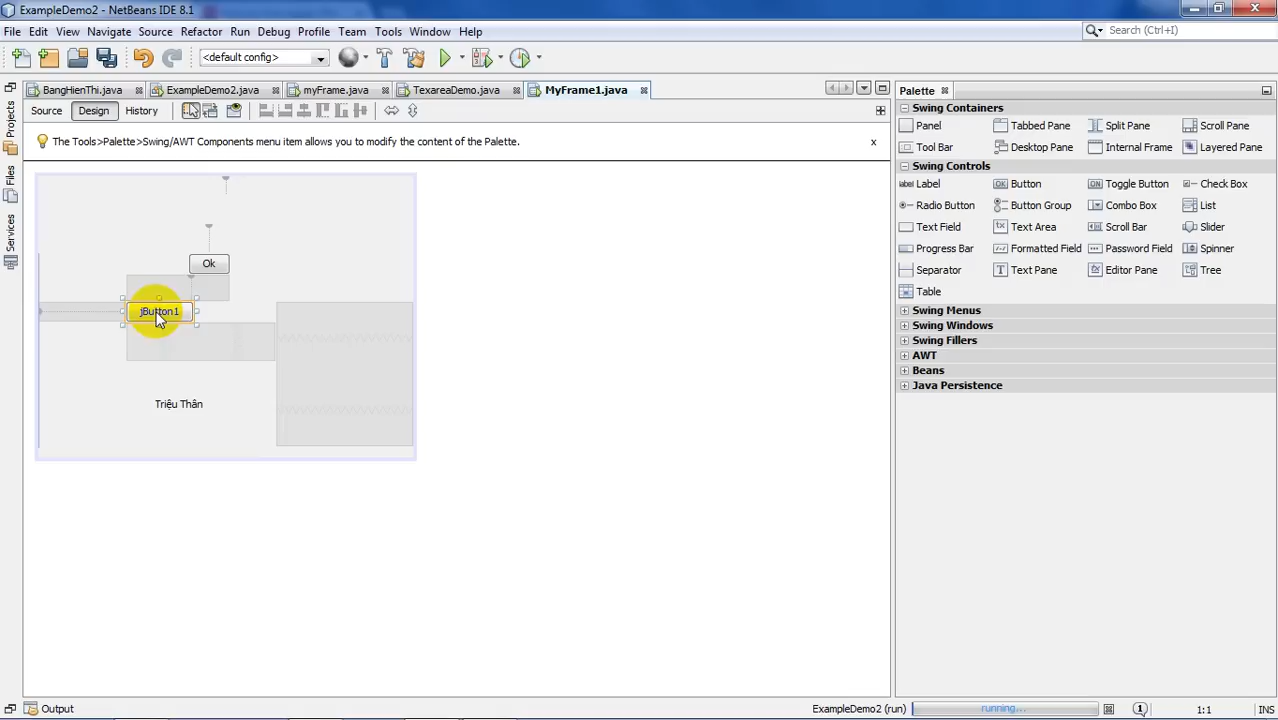 ExampleDemo2 - NetBeans IDE 8.1
File Edit View Navigate Source Refactor Run Debug Profile Team Tools Window Help
Search (Ctrl+I)
<default config>
BangHienThi.java ExampleDemo2.java myFrame.java TexareaDemo.java MyFrame1.java
Source Design History
The Tools>Palette>Swing/AWT Components menu item allows you to modify the content of the Palette.
Ok
jButton1
Triệu Thân
Projects
Files
Services
Palette
Swing Containers
Panel Tabbed Pane Split Pane Scroll Pane
Tool Bar Desktop Pane Internal Frame Layered Pane
Swing Controls
label Label OK Button ON Toggle Button Check Box
Radio Button Button Group Combo Box List
Text Field Text Area Scroll Bar Slider
Progress Bar Formatted Field Password Field Spinner
Separator Text Pane Editor Pane Tree
Table
Swing Menus
Swing Windows
Swing Fillers
AWT
Beans
Java Persistence
Output
ExampleDemo2 (run) running... 1 1:1 INS